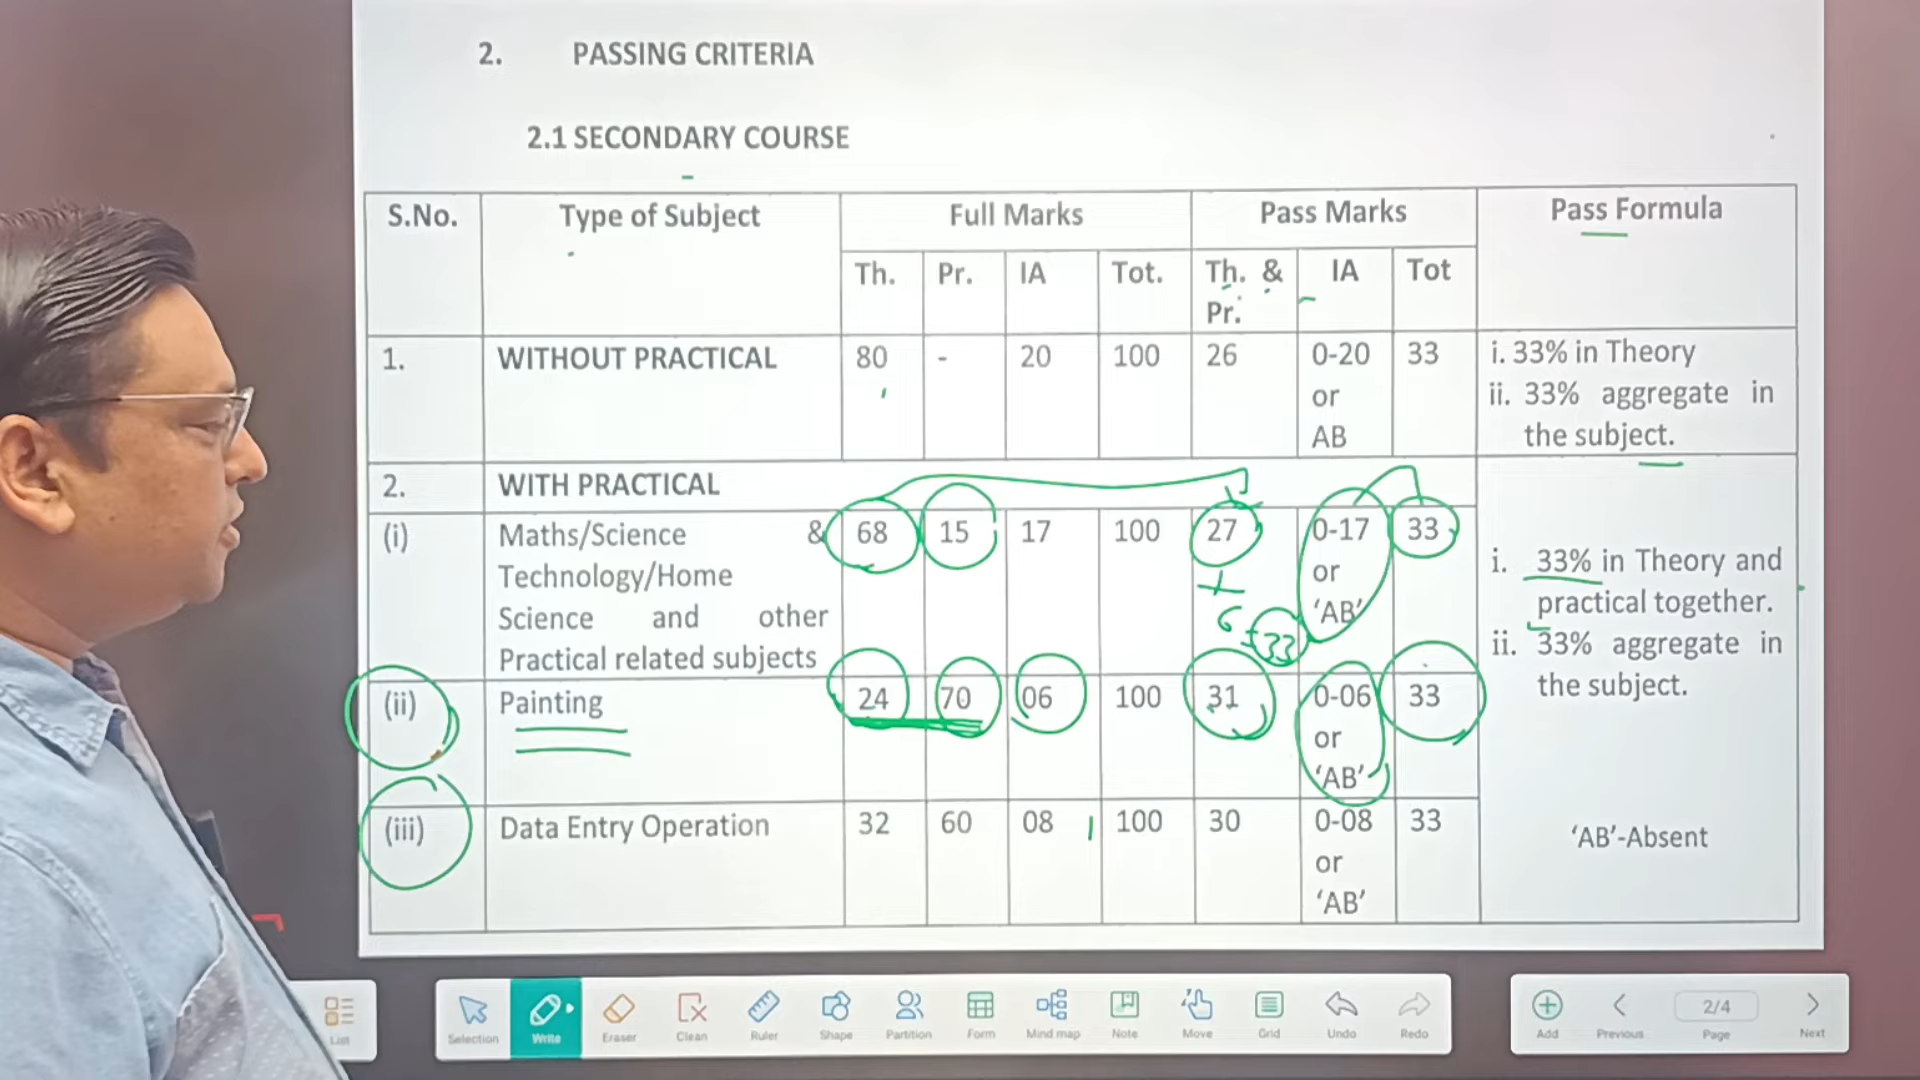 2. PASSING CRITERIA
2.1 SECONDARY COURSE
S.No. Type of Subject Full Marks Pass Marks Pass Formula
Th. Pr. IA Tot. Th. & Pr. IA Tot
1. WITHOUT PRACTICAL 80 - 20 100 26 0-20 or AB 33
i. 33% in Theory
ii. 33% aggregate in
the subject.
2. WITH PRACTICAL
(i) Maths/Science & 68 15 17 100 27 0-17 33
Technology/Home or
Science and other 'AB'
Practical related subjects
+
6 = 33
i. 33% in Theory and
practical together.
ii. 33% aggregate in
the subject.
(ii) Painting 24 70 06 100 31 0-06 33
or
'AB'
(iii) Data Entry Operation 32 60 08 100 30 0-08 33
or
'AB'
'AB'-Absent
List Selection Write Eraser Clean Ruler Shape Partition Form Mind map Note Move Grid Undo Redo
Add Previous 2/4 Page Next